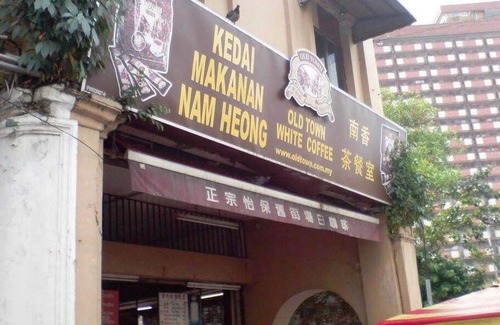 KEDAI
MAKANAN
NAM HEONG
OLD TOWN
WHITE COFFEE
www.oldtown.com.my
南香
茶餐室
正宗怡保舊街場白咖啡